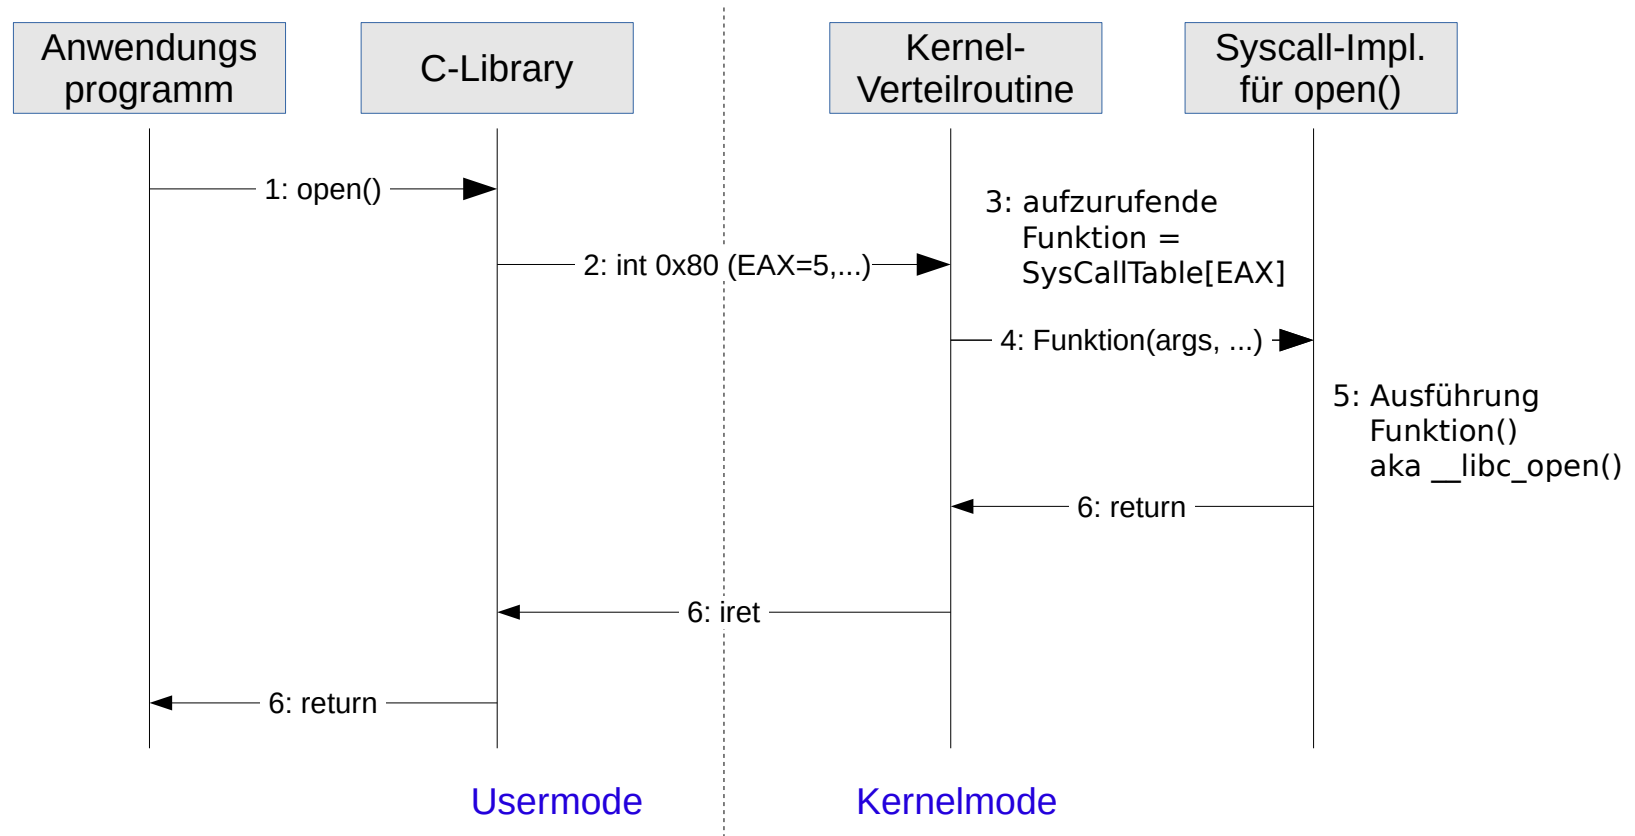 Anwendungs
programm
C-Library
Kernel-
Verteilroutine
Syscall-Impl.
für open()
1: open()
2: int 0x80 (EAX=5,...)
3: aufzurufende
Funktion =
SysCallTable[EAX]
4: Funktion(args, ...)
5: Ausführung
Funktion()
aka __libc_open()
6: return
6: iret
6: return
Usermode
Kernelmode